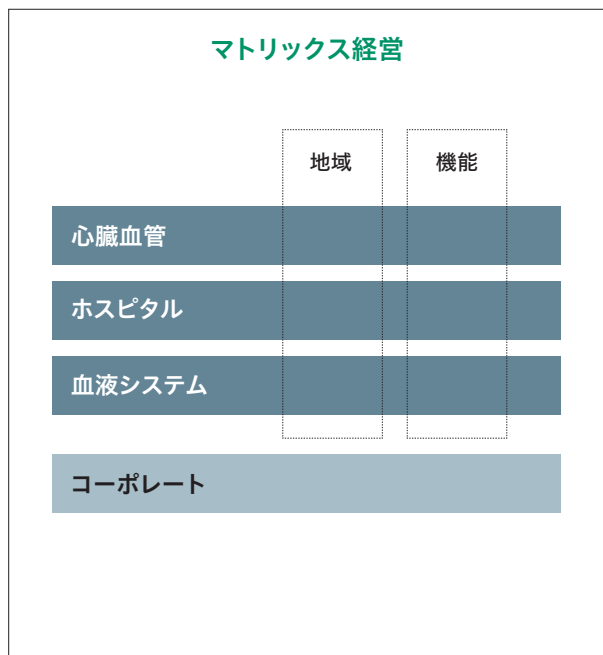 マトリックス経営
地域
機能
心臓血管
ホスピタル
血液システム
コーポレート